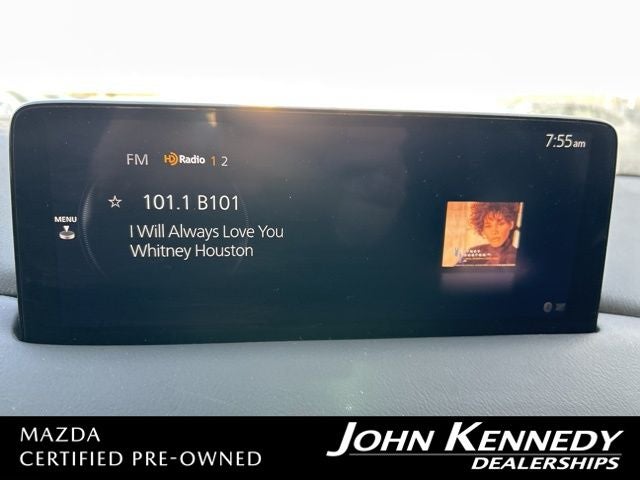 7:55am
FM HD Radio 1 2
☆ 101.1 B101
MENU
I Will Always Love You
Whitney Houston
MAZDA
CERTIFIED PRE-OWNED
JOHN KENNEDY
DEALERSHIPS®